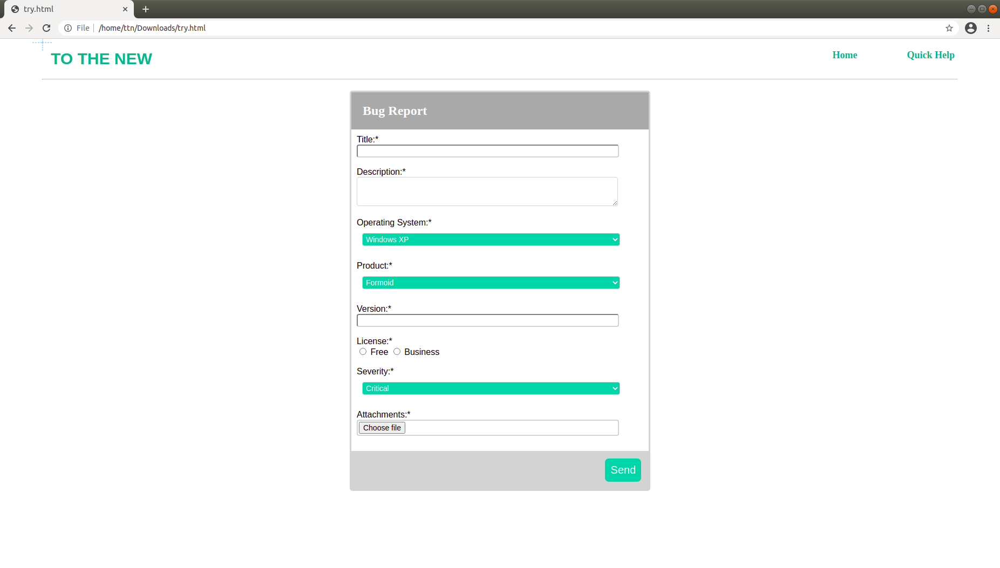 try.html
File /home/ttn/Downloads/try.html
TO THE NEW
Home
Quick Help
Bug Report
Title:*
Description:*
Operating System:*
Windows XP
Product:*
Formoid
Version:*
License:*
Free Business
Severity:*
Critical
Attachments:*
Choose file
Send